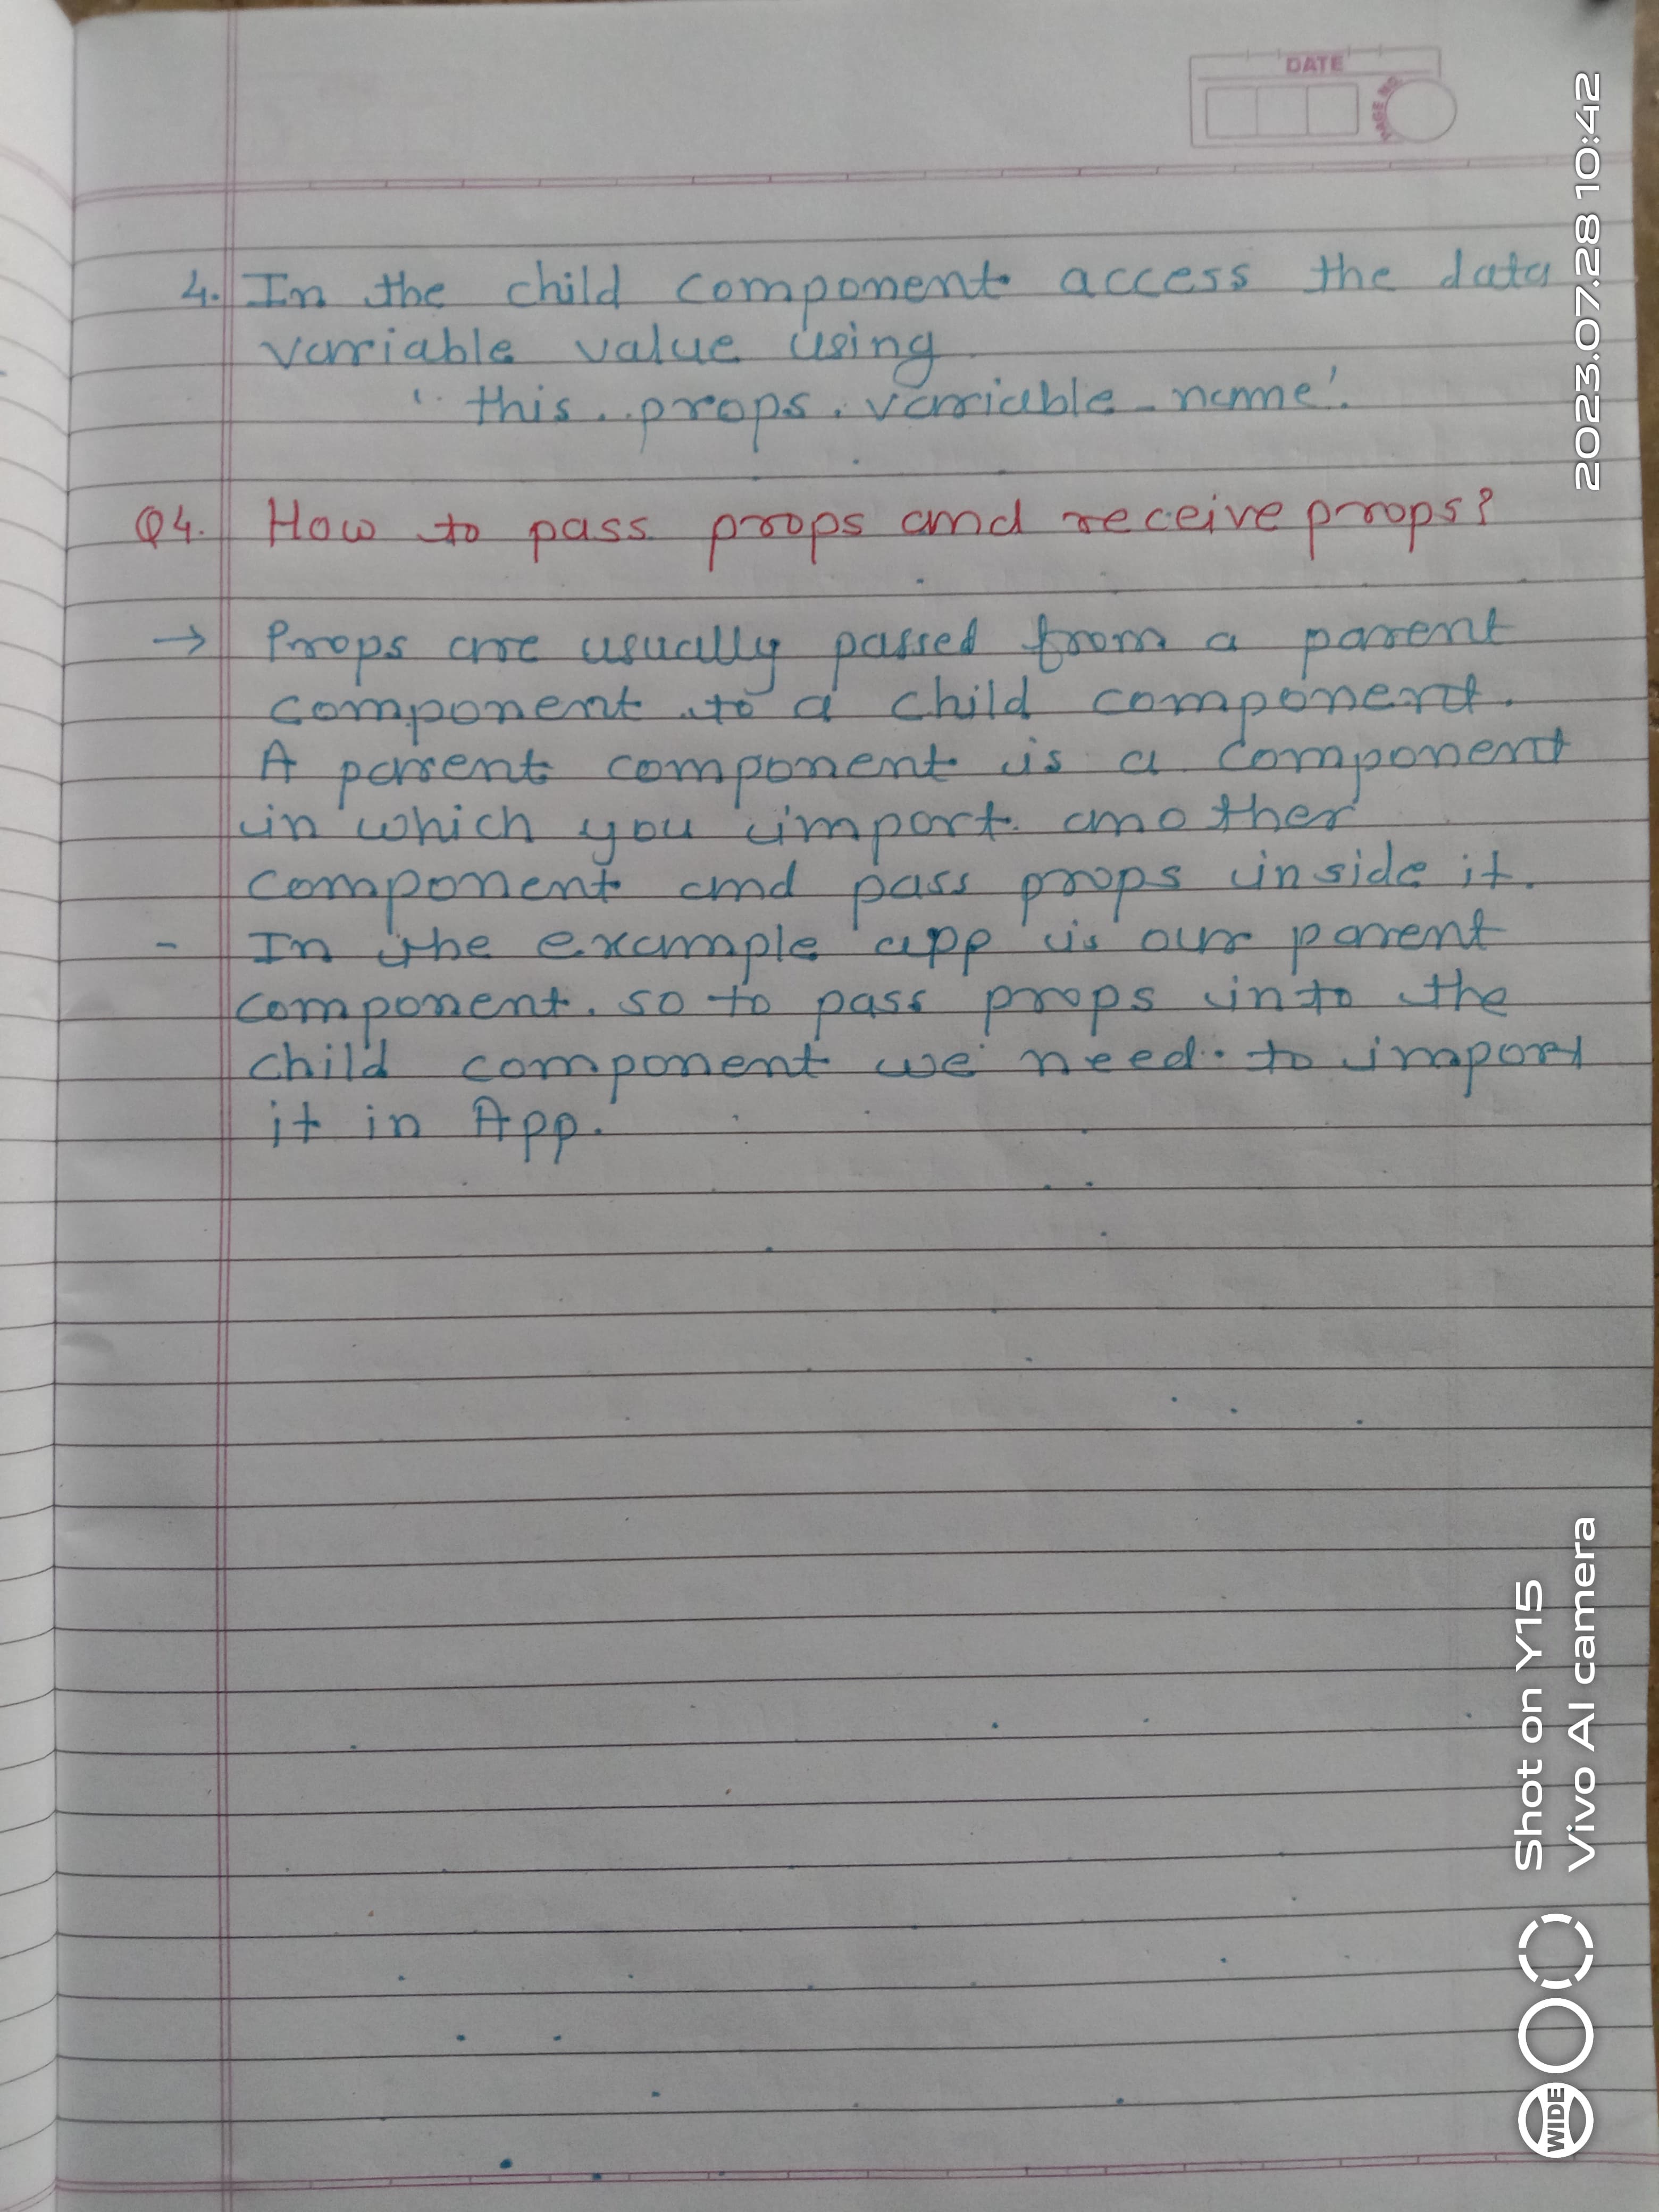 DATE
PAGE NO.
4. In the child component access the data
variable value using
'this.props.variable_name'.
Q4. How to pass props and receive props?
→ Props are usually passed from a parent
component to a child component.
A parent component is a component
in which you import another
component and pass props inside it.
- In the example app is our parent
component. so to pass props into the
child component we need to import
it in App.
2023.07.28 10:42
Shot on Y15
Vivo AI camera
WIDE